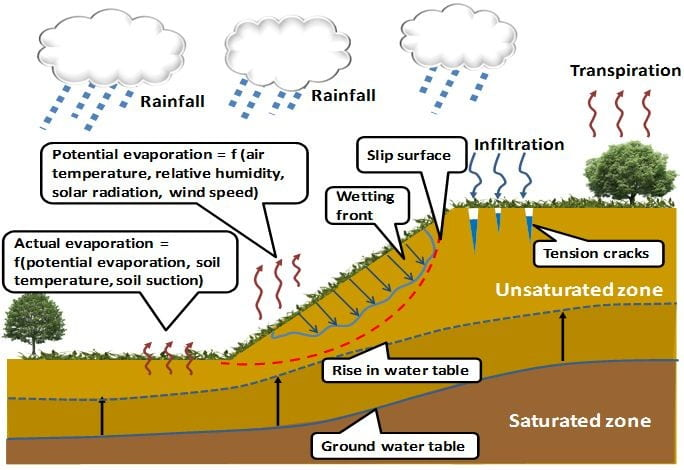 Rainfall
Rainfall
Transpiration
Potential evaporation = f (air
temperature, relative humidity,
solar radiation, wind speed)
Slip surface
Infiltration
Wetting
front
Actual evaporation =
f(potential evaporation, soil
temperature, soil suction)
Tension cracks
Unsaturated zone
Rise in water table
Saturated zone
Ground water table